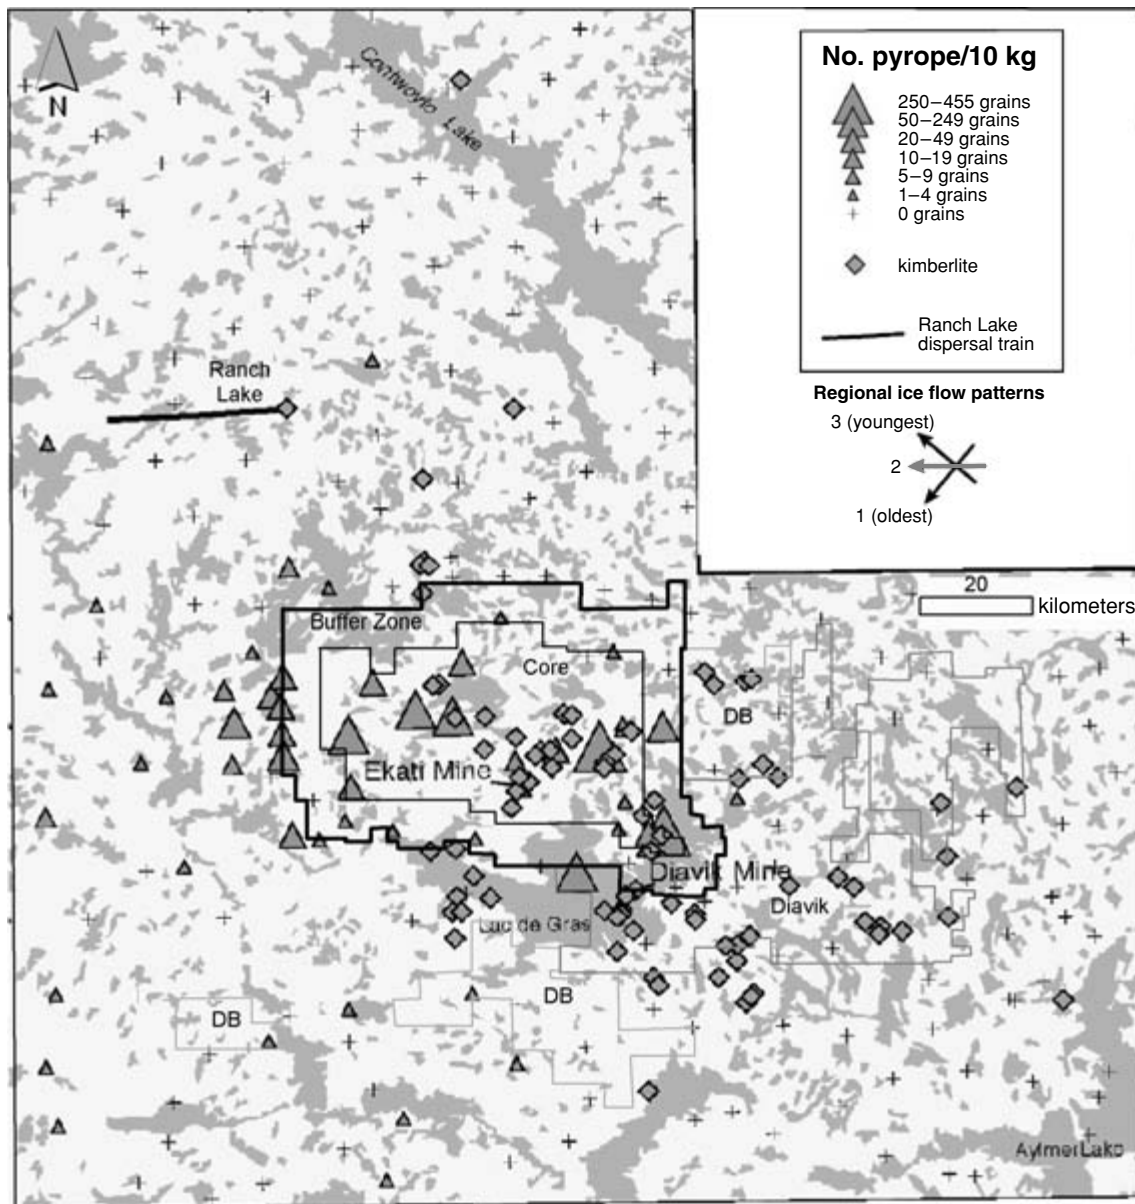 No. pyrope/10 kg
250–455 grains
50–249 grains
20–49 grains
10–19 grains
5–9 grains
1–4 grains
0 grains
kimberlite
Ranch Lake
dispersal train
Regional ice flow patterns
3 (youngest)
2
1 (oldest)
20
kilometers
N
Contwoyto Lake
Ranch
Lake
Buffer Zone
Core
DB
Ekati Mine
Diavik Mine
Diavik
Lac de Gras
DB
DB
Aylmer Lake